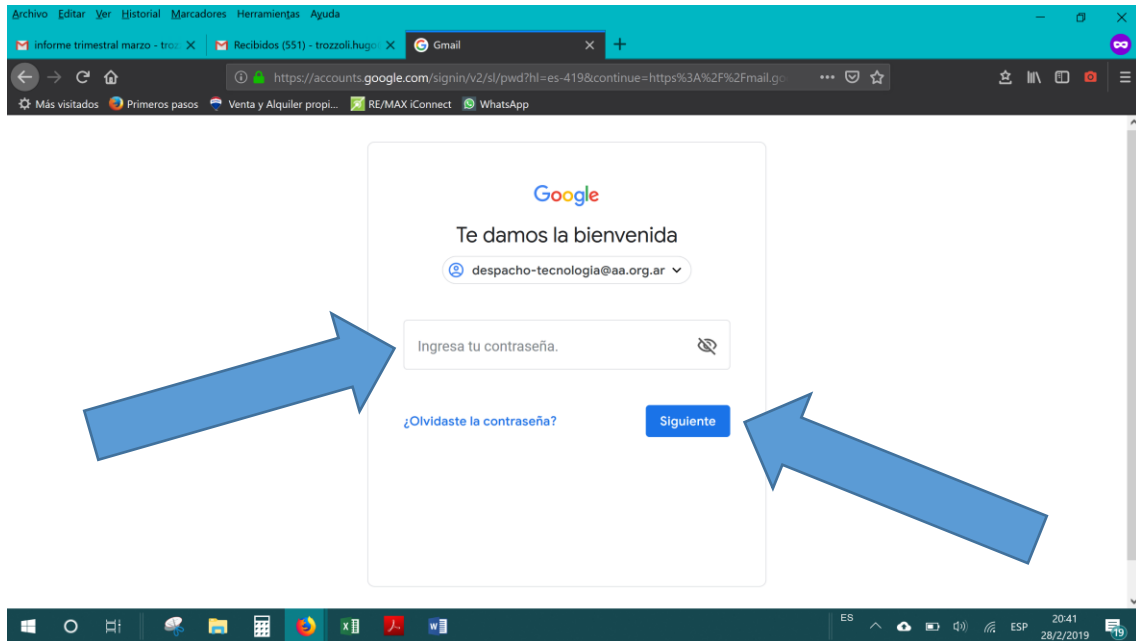 Archivo Editar Ver Historial Marcadores Herramientas Ayuda
informe trimestral marzo - troz
Recibidos (551) - trozzoli.hugo
Gmail
https://accounts.google.com/signin/v2/sl/pwd?hl=es-419&continue=https%3A%2F%2Fmail.go
Más visitados Primeros pasos Venta y Alquiler propi... RE/MAX iConnect WhatsApp
Google
Te damos la bienvenida
despacho-tecnologia@aa.org.ar
Ingresa tu contraseña.
¿Olvidaste la contraseña? Siguiente
ES ESP 20:41
28/2/2019 19